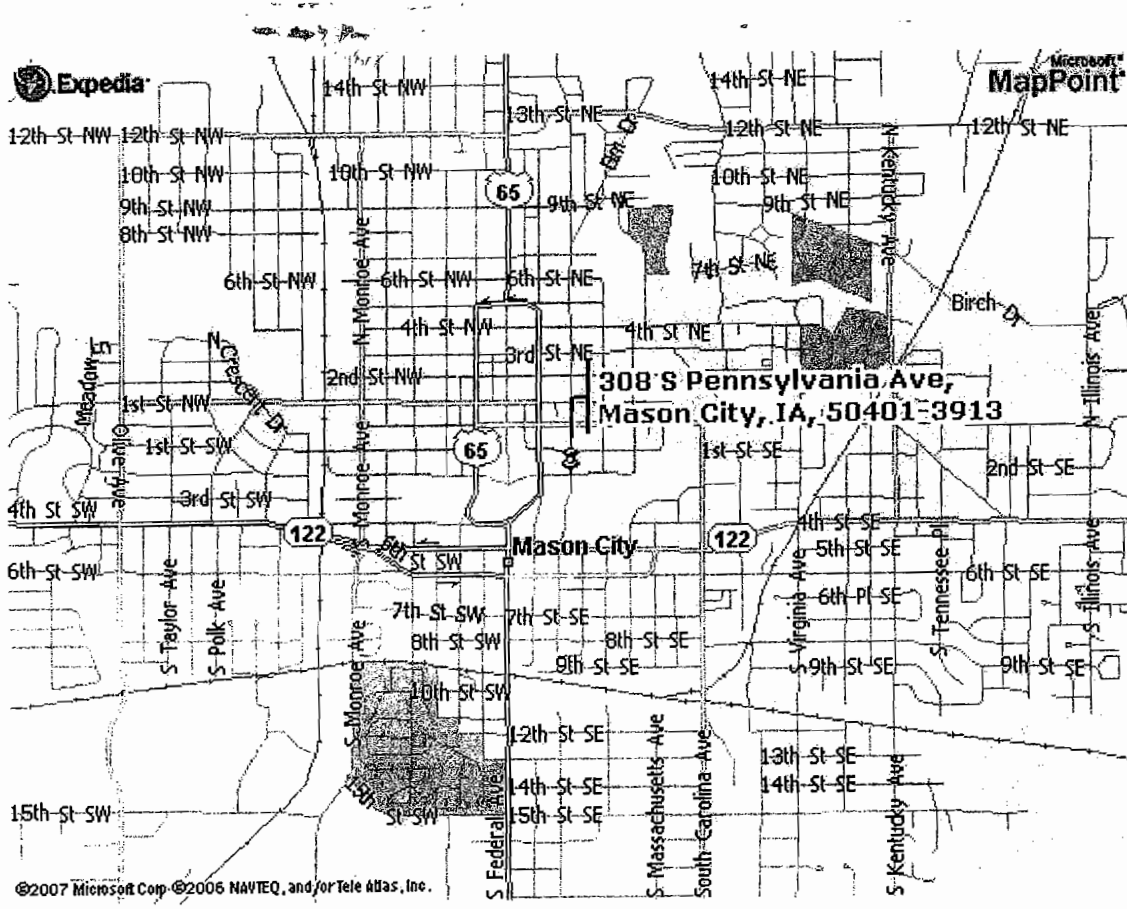 Expedia
Microsoft®
MapPoint®
14th St NW
14th St NE
13th St NE
12th St NW
12th St NW
12th St NE
12th St NE
Elm Dr
N Kentucky Ave
10th St NW
10th St NW
10th St NE
65
9th St NW
9th St NE
9th St NE
8th St NW
N Monroe Ave
7th St NE
6th St NW
6th St NW
6th St NE
Birch Dr
4th St NW
4th St NE
N Illinois Ave
Meadow Ln
N Crescent Dr
3rd St NE
2nd St NW
308 S Pennsylvania Ave,
Mason City, IA, 50401-3913
1st St NW
Olive Ave
1st St SW
S Monroe Ave
65
1st St SE
2nd St SE
3rd St SW
4th St SW
122
122
4th St SE
6th St SW
Mason City
5th St SE
S Illinois Ave
6th St SW
S Taylor Ave
S Polk Ave
S Virginia Ave
S Tennessee Pl
6th St SE
6th Pl SE
7th St SW
7th St SE
8th St SW
8th St SE
S Monroe Ave
9th St SE
9th St SE
9th St SE
10th St SW
12th St SE
S Massachusetts Ave
South Carolina Ave
13th St SE
14th St SE
14th St SE
S Kentucky Ave
15th St SW
15th St SW
S Federal Ave
15th St SE
©2007 Microsoft Corp ©2006 NAVTEQ, and/or Tele Atlas, Inc.